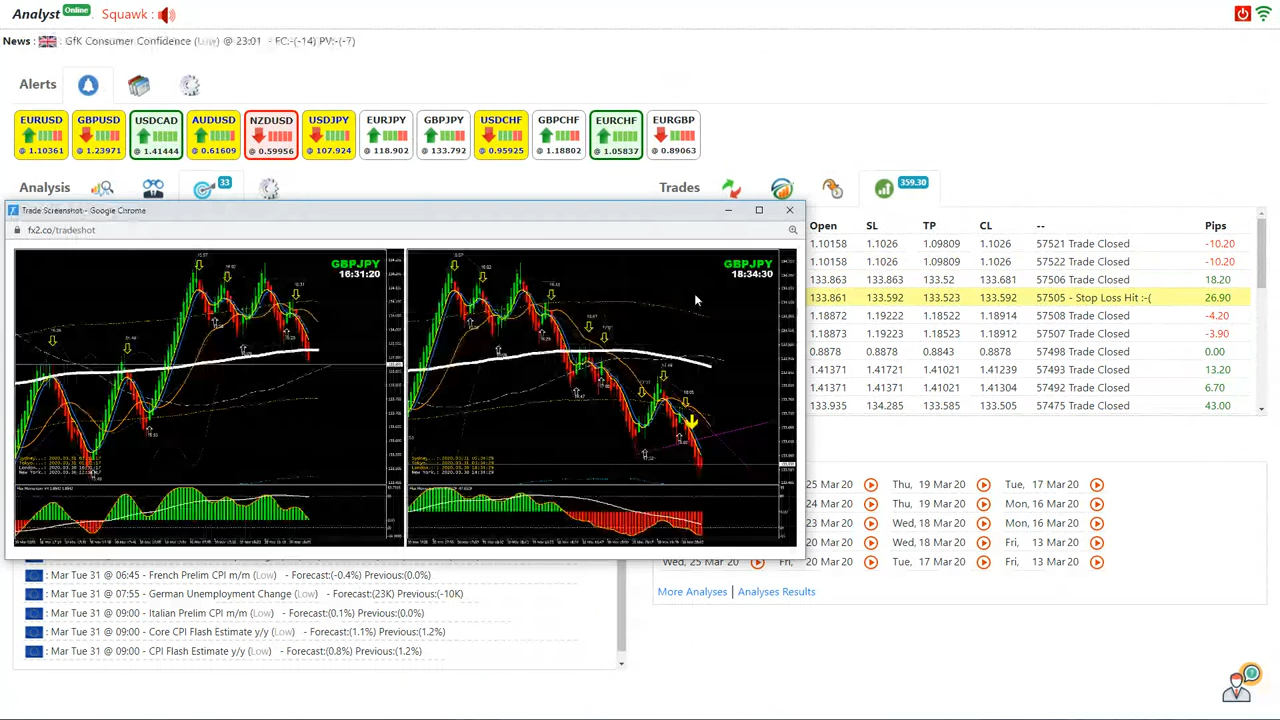 Analyst Online Squawk :
News : GfK Consumer Confidence (Low) @ 23:01 - FC:-(-14) PV:-(-7)
Alerts
EURUSD GBPUSD USDCAD AUDUSD NZDUSD USDJPY EURJPY GBPJPY USDCHF GBPCHF EURCHF EURGBP
@ 1.10361 @ 1.23971 @ 1.41444 @ 0.61609 @ 0.59956 @ 107.924 @ 118.902 @ 133.792 @ 0.95925 @ 1.18802 @ 1.05837 @ 0.89063
Analysis 33 Trades 359.30
Trade Screenshot - Google Chrome
fx2.co/tradeshot
GBPJPY
16:31:20
GBPJPY
18:34:30
Open SL TP CL -- Pips
1.10158 1.1026 1.09809 1.1026 57521 Trade Closed -10.20
1.10158 1.1026 1.09809 1.1026 57522 Trade Closed -10.20
133.863 133.863 133.52 133.681 57506 Trade Closed 18.20
133.861 133.592 133.523 133.592 57505 - Stop Loss Hit :-( 26.90
1.18872 1.19222 1.18522 1.18914 57508 Trade Closed -4.20
1.18873 1.19223 1.18523 1.18912 57507 Trade Closed -3.90
0.8878 0.8878 0.8843 0.8878 57498 Trade Closed 0.00
1.41371 1.41721 1.41021 1.41239 57493 Trade Closed 13.20
1.41371 1.41721 1.41021 1.41304 57492 Trade Closed 6.70
134.285 133.585 133.505 57475 Trade Closed 43.00
25 Mar 20 Thu, 19 Mar 20 Tue, 17 Mar 20
24 Mar 20 Thu, 19 Mar 20 Mon, 16 Mar 20
23 Mar 20 Wed, 18 Mar 20 Mon, 16 Mar 20
20 Mar 20 Wed, 18 Mar 20 Fri, 13 Mar 20
Wed, 25 Mar 20 Fri, 20 Mar 20 Tue, 17 Mar 20 Fri, 13 Mar 20
More Analyses | Analyses Results
: Mar Tue 31 @ 06:45 - French Prelim CPI m/m (Low) - Forecast:(-0.4%) Previous:(0.0%)
: Mar Tue 31 @ 07:55 - German Unemployment Change (Low) - Forecast:(23K) Previous:(-10K)
: Mar Tue 31 @ 09:00 - Italian Prelim CPI m/m (Low) - Forecast:(0.1%) Previous:(0.0%)
: Mar Tue 31 @ 09:00 - Core CPI Flash Estimate y/y (Low) - Forecast:(1.1%) Previous:(1.2%)
: Mar Tue 31 @ 09:00 - CPI Flash Estimate y/y (Low) - Forecast:(0.8%) Previous:(1.2%)